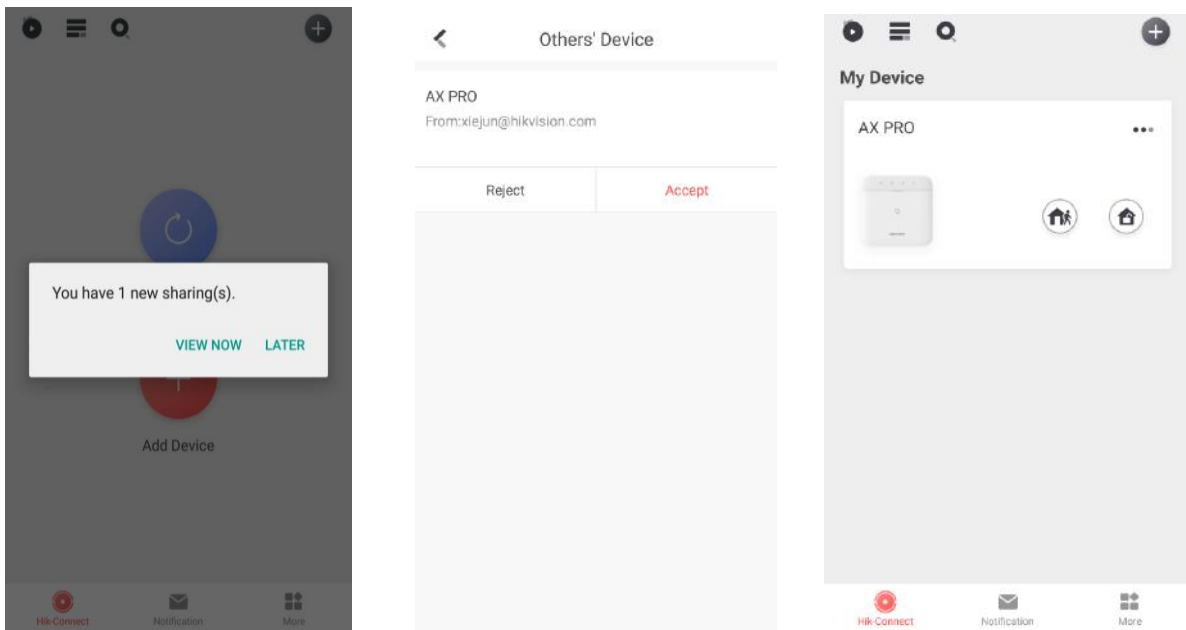 You have 1 new sharing(s).
VIEW NOW LATER
Add Device
Hik-Connect Notification More
Others' Device
AX PRO
From:xiejun@hikvision.com
Reject Accept
My Device
AX PRO
Hik-Connect Notification More